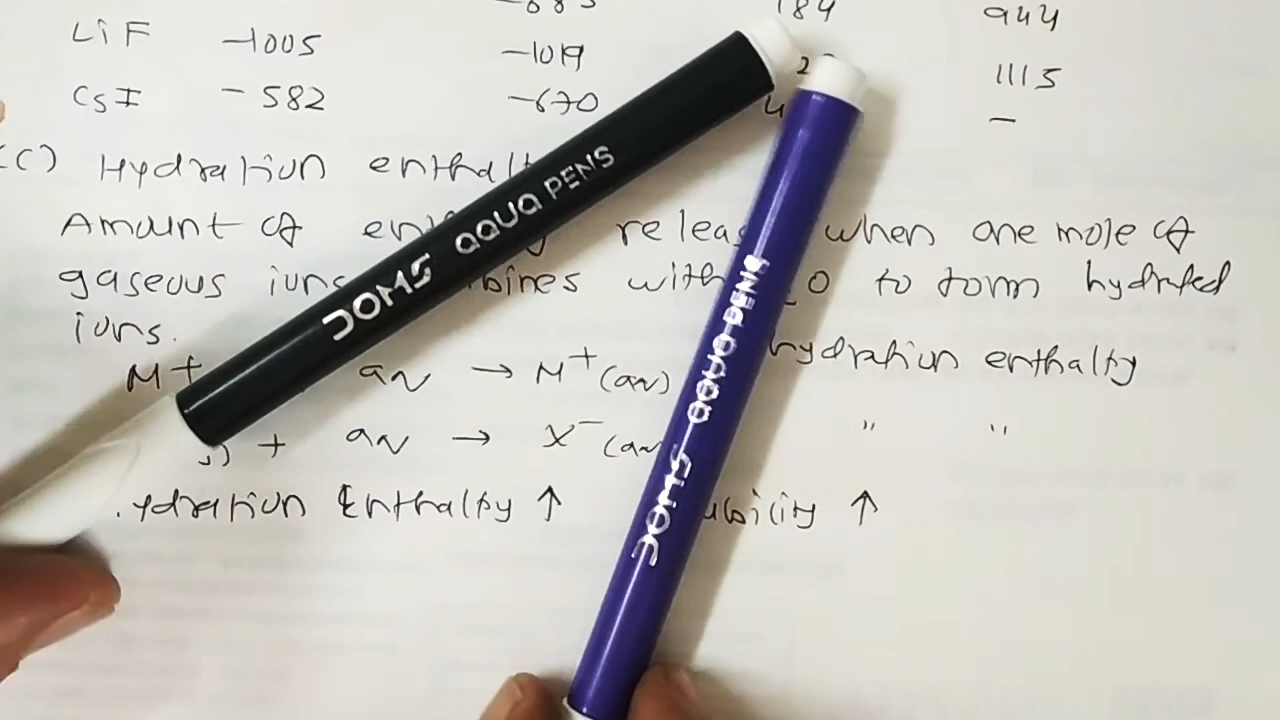 -685 184 944
LiF -1005 -1019 1115
CsI -582 -670 -
(C) Hydration enthal
Amount of en releas when one mole of
gaseous ions bines with O to form hydrated
ions.
M+ aq → M+(aq) hydration enthalpy
+ aq → X-(aq " "
ydration Enthalpy ↑ ubility ↑
DOMS aqua PENS
DOMS aqua PENS